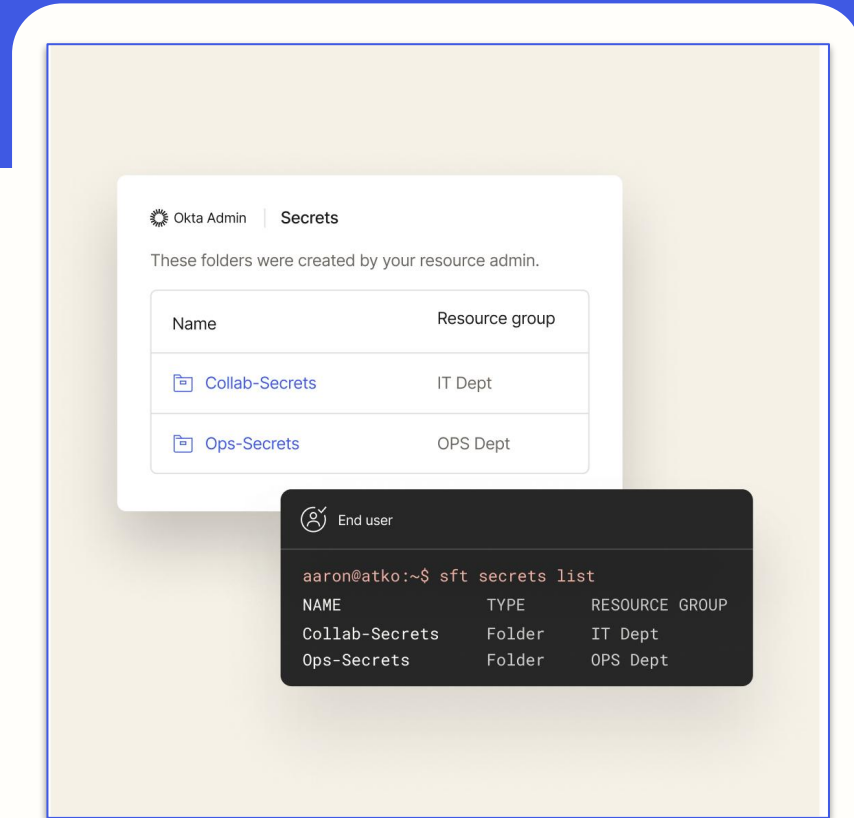 Okta Admin | Secrets
These folders were created by your resource admin.
Name Resource group
Collab-Secrets IT Dept
Ops-Secrets OPS Dept
End user
aaron@atko:~$ sft secrets list
NAME TYPE RESOURCE GROUP
Collab-Secrets Folder IT Dept
Ops-Secrets Folder OPS Dept